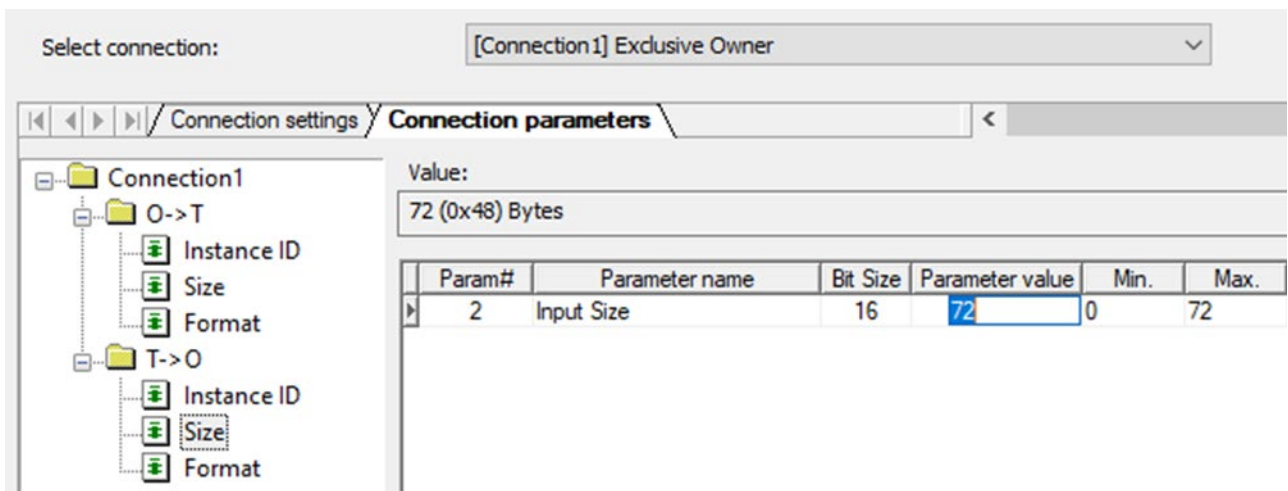 Select connection:
[Connection1] Exclusive Owner
Connection settings
Connection parameters
Connection1
O->T
Instance ID
Size
Format
T->O
Instance ID
Size
Format
Value:
72 (0x48) Bytes
Param# Parameter name Bit Size Parameter value Min. Max.
2 Input Size 16 72 0 72